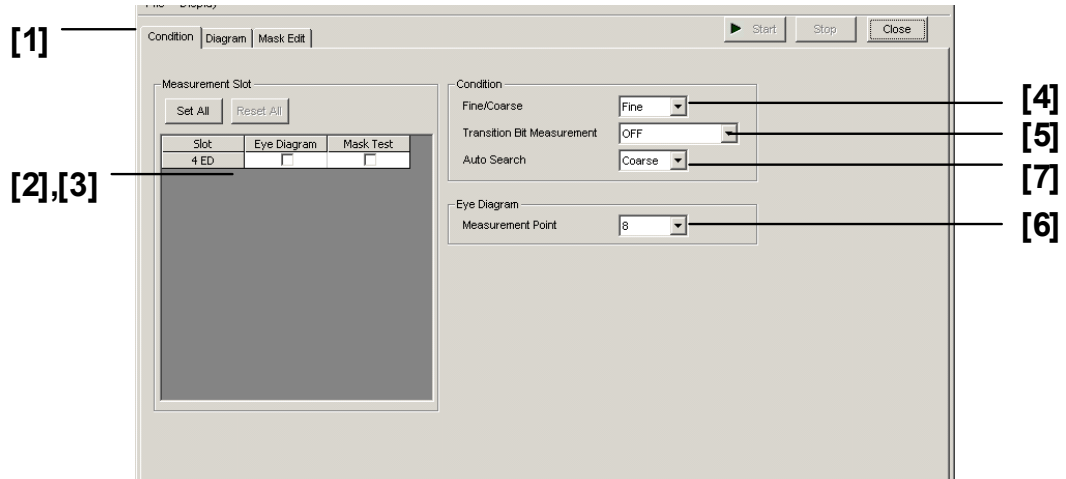 File Display
[1]
Condition Diagram Mask Edit
Start Stop Close
Measurement Slot
Set All Reset All
Slot Eye Diagram Mask Test
4 ED
[2],[3]
Condition
Fine/Coarse Fine
[4]
Transition Bit Measurement OFF
[5]
Auto Search Coarse
[7]
Eye Diagram
Measurement Point 8
[6]